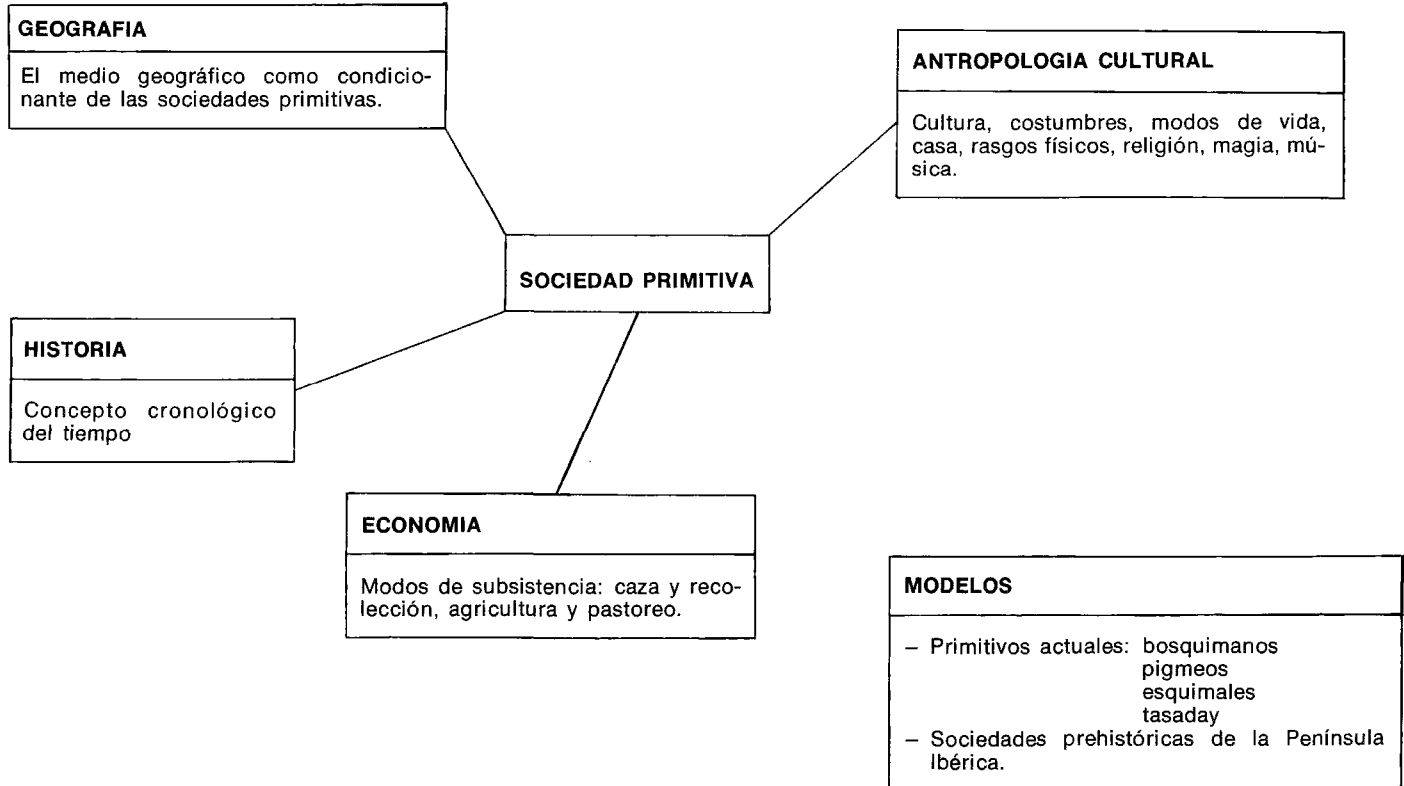 GEOGRAFIA
El medio geográfico como condicio-
nante de las sociedades primitivas.
ANTROPOLOGIA CULTURAL
Cultura, costumbres, modos de vida,
casa, rasgos físicos, religión, magia, mú-
sica.
SOCIEDAD PRIMITIVA
HISTORIA
Concepto cronológico
del tiempo
ECONOMIA
Modos de subsistencia: caza y reco-
lección, agricultura y pastoreo.
MODELOS
– Primitivos actuales: bosquimanos
pigmeos
esquimales
tasaday
– Sociedades prehistóricas de la Península
Ibérica.